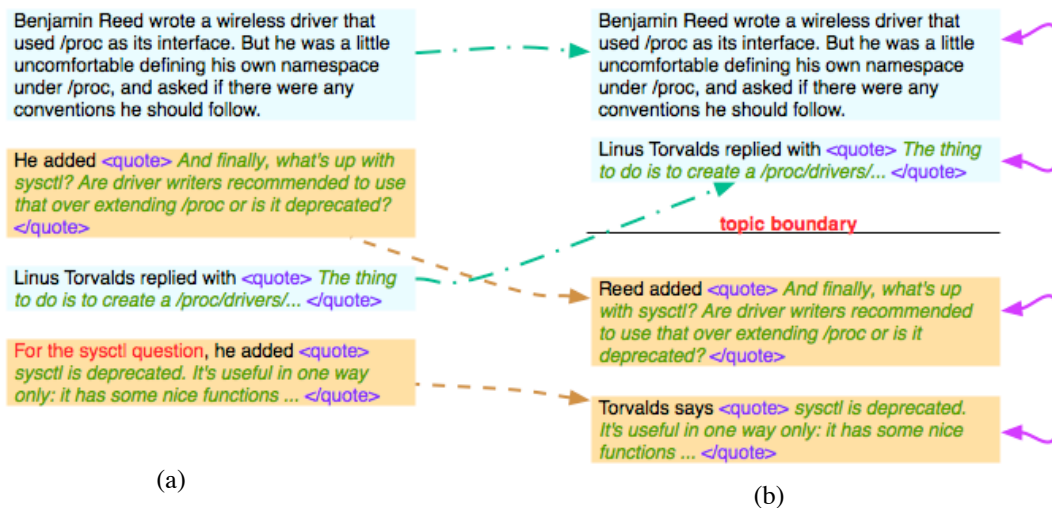 Benjamin Reed wrote a wireless driver that
used /proc as its interface. But he was a little
uncomfortable defining his own namespace
under /proc, and asked if there were any
conventions he should follow.
He added <quote> And finally, what's up with
sysctl? Are driver writers recommended to use
that over extending /proc or is it deprecated?
</quote>
Linus Torvalds replied with <quote> The thing
to do is to create a /proc/drivers/... </quote>
For the sysctl question, he added <quote>
sysctl is deprecated. It's useful in one way
only: it has some nice functions ... </quote>
(a)
Benjamin Reed wrote a wireless driver that
used /proc as its interface. But he was a little
uncomfortable defining his own namespace
under /proc, and asked if there were any
conventions he should follow.
Linus Torvalds replied with <quote> The thing
to do is to create a /proc/drivers/... </quote>
topic boundary
Reed added <quote> And finally, what's up
with sysctl? Are driver writers recommended
to use that over extending /proc or is it
deprecated? </quote>
Torvalds says <quote> sysctl is deprecated.
It's useful in one way only: it has some nice
functions ... </quote>
(b)